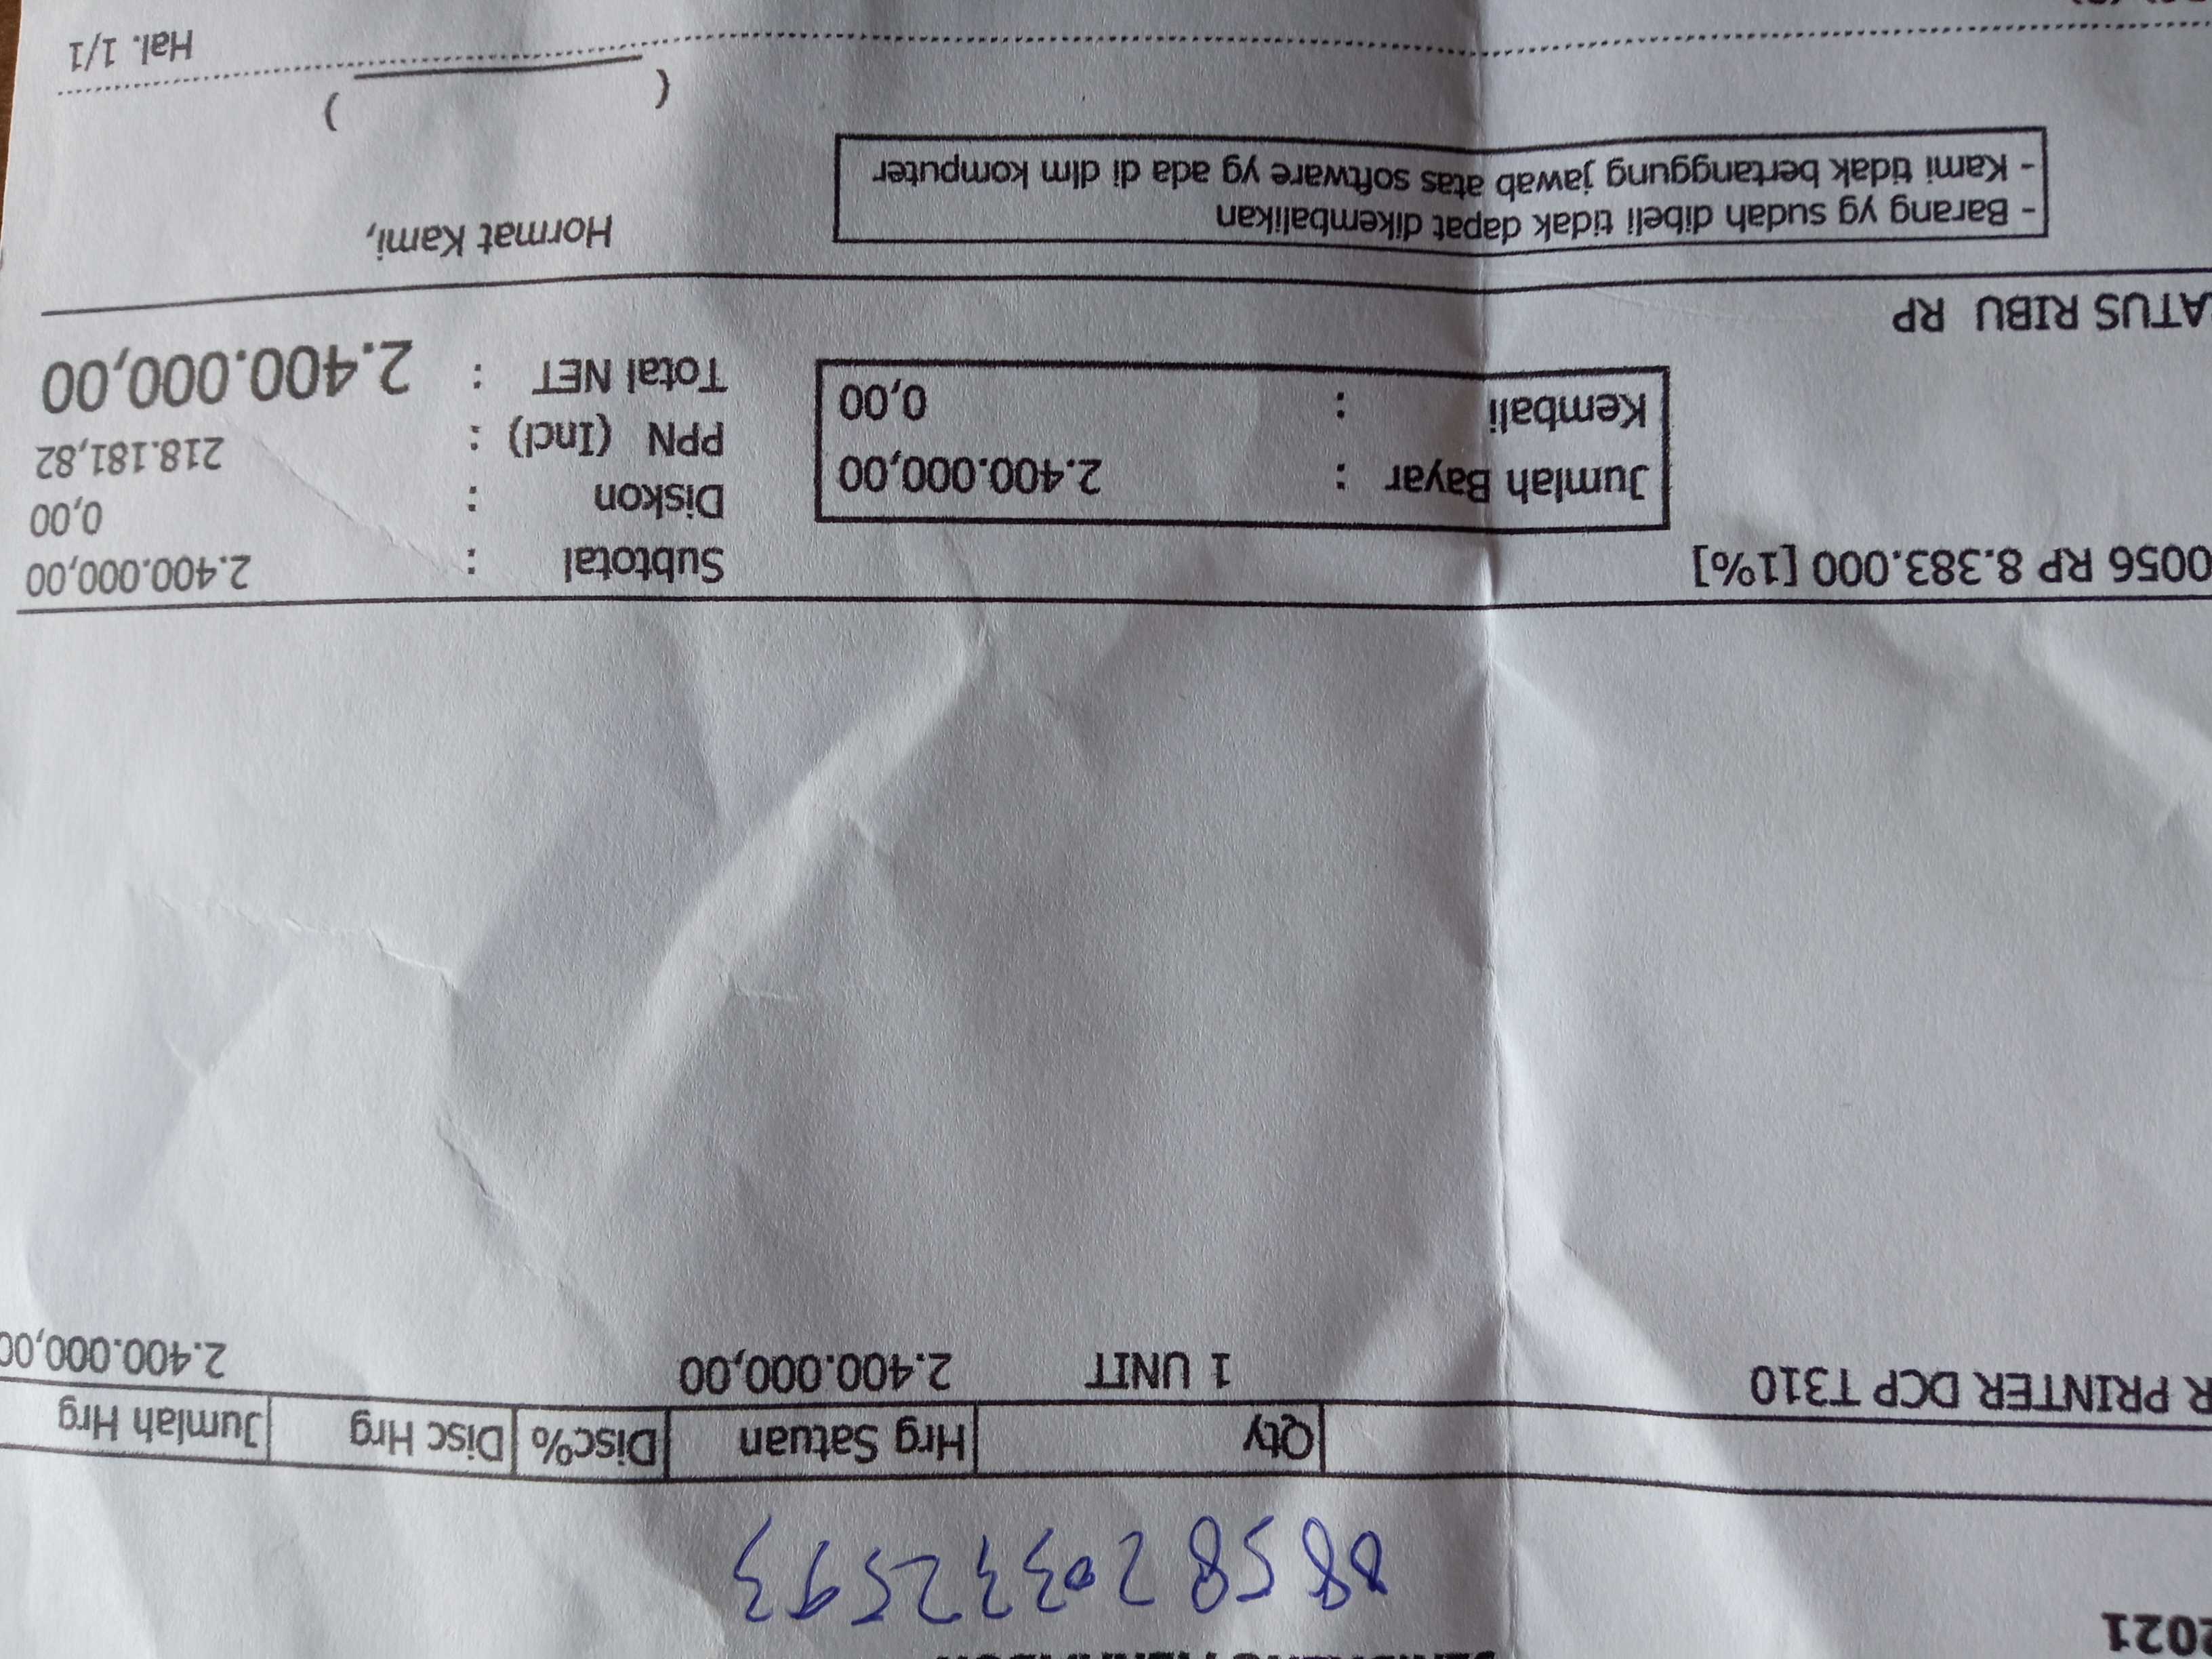 2021
885820332593
Qty Hrg Satuan Disc% Disc Hrg Jumlah Hrg
R PRINTER DCP T310 1 UNIT 2.400.000,00 2.400.000,00
0056 RP 8.383.000 [1%]
Subtotal : 2.400.000,00
Jumlah Bayar : 2.400.000,00
Diskon : 0,00
Kembali : 0,00
PPN (Incl) : 218.181,82
Total NET : 2.400.000,00
ATUS RIBU RP
- Barang yg sudah dibeli tidak dapat dikembalikan
- Kami tidak bertanggung jawab atas software yg ada di dlm komputer
Hormat Kami,
( )
Hal. 1/1